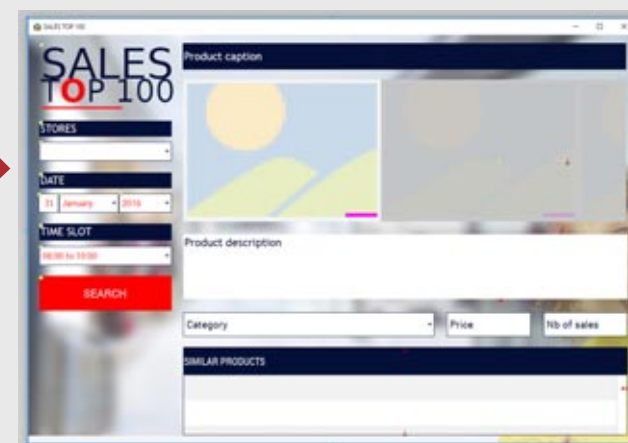 SALES TOP 100
SALES
TOP 100
STORES
DATE
31 January 2016
TIME SLOT
08:00 to 10:00
SEARCH
Product caption
Product description
Category
Price
Nb of sales
SIMILAR PRODUCTS